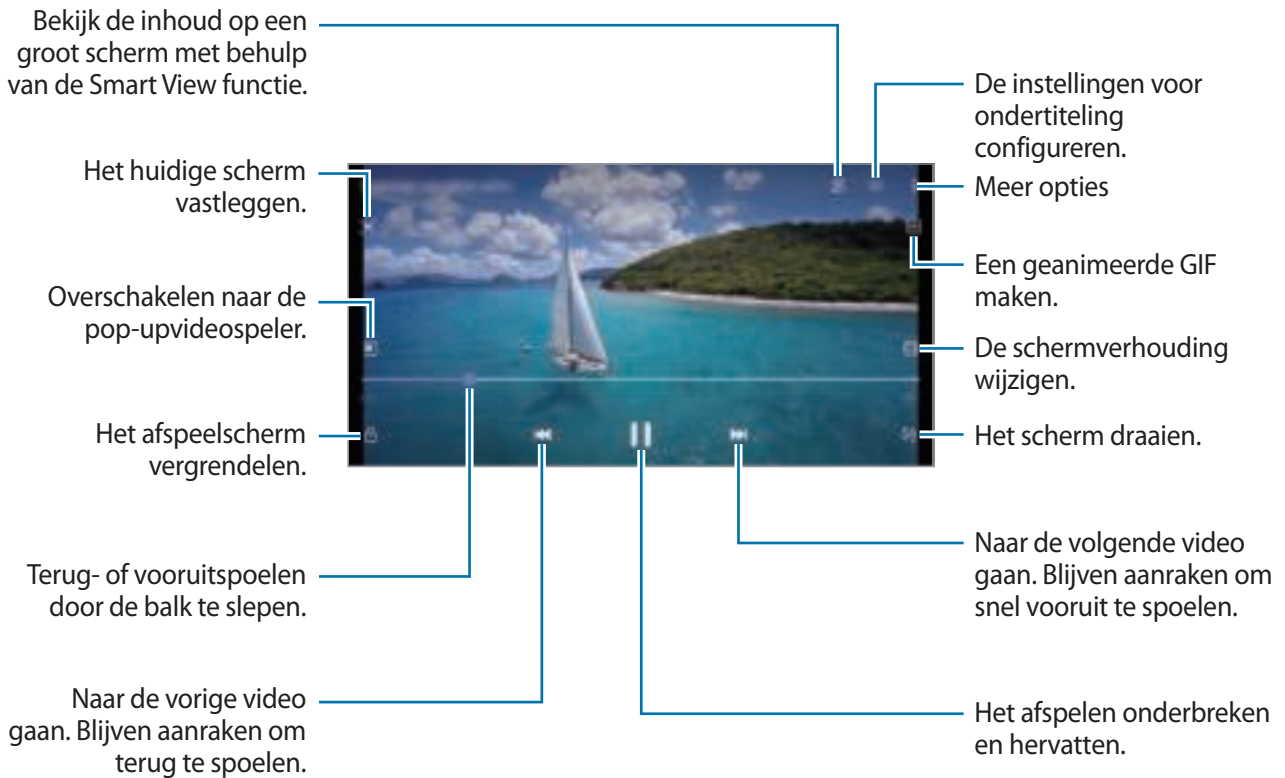 Bekijk de inhoud op een
groot scherm met behulp
van de Smart View functie.
Het huidige scherm
vastleggen.
Overschakelen naar de
pop-upvideospeler.
Het afspeelscherm
vergrendelen.
Terug- of vooruitspoelen
door de balk te slepen.
Naar de vorige video
gaan. Blijven aanraken om
terug te spoelen.
De instellingen voor
ondertiteling
configureren.
Meer opties
Een geanimeerde GIF
maken.
De schermverhouding
wijzigen.
Het scherm draaien.
Naar de volgende video
gaan. Blijven aanraken om
snel vooruit te spoelen.
Het afspelen onderbreken
en hervatten.